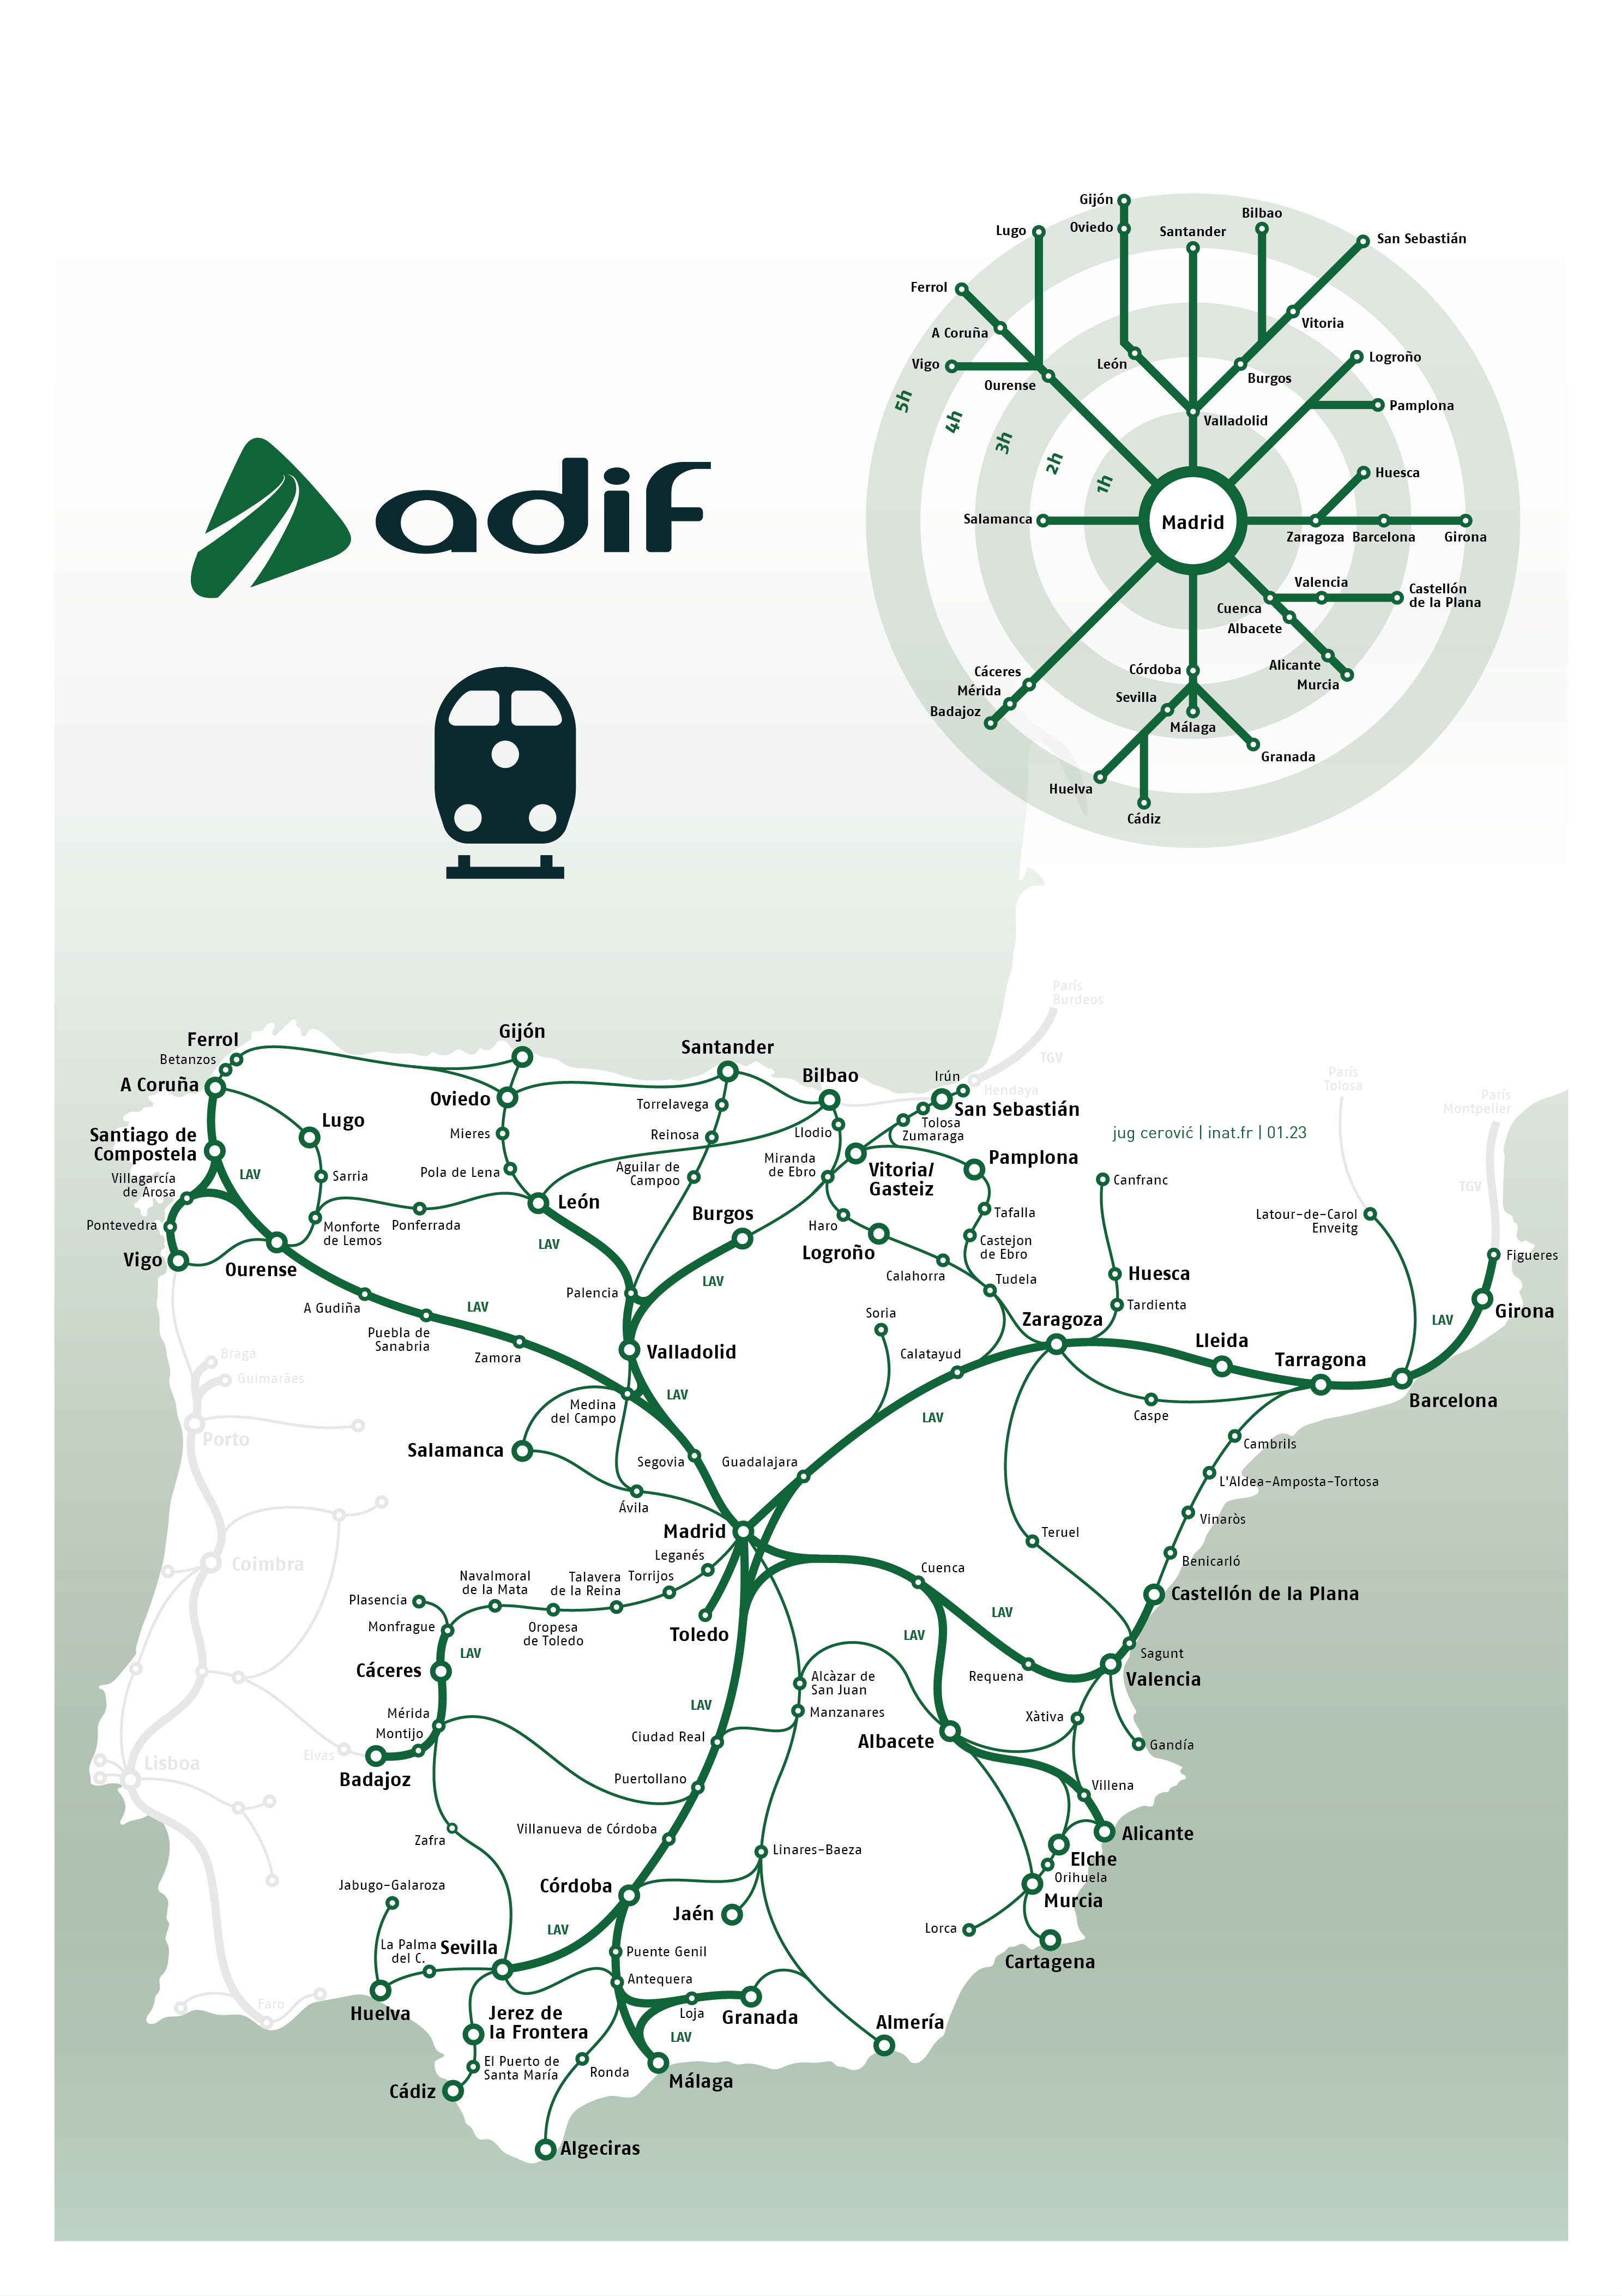 Gijón
Bilbao
Lugo
Oviedo
Santander
San Sebastián
Ferrol
Vitoria
A Coruña
Logroño
Vigo
León
Burgos
Ourense
Pamplona
5h
4h
3h
2h
1h
Valladolid
Huesca
adif
Salamanca
Madrid
Zaragoza
Barcelona
Girona
Valencia
Castellón
de la Plana
Cuenca
Albacete
Cáceres
Córdoba
Alicante
Mérida
Murcia
Sevilla
Badajoz
Málaga
Granada
Huelva
Cádiz
París
Burdeos
TGV
Hendaya
París
Tolosa
París
Montpelier
TGV
jug cerović | inat.fr | 01.23
Ferrol
Betanzos
A Coruña
Gijón
Santander
Bilbao
Irún
San Sebastián
Oviedo
Torrelavega
Tolosa
Zumaraga
Lugo
Santiago de
Compostela
Mieres
Reinosa
Llodio
LAV
Villagarcía
de Arosa
Sarria
Pola de Lena
Aguilar de
Campoo
Miranda
de Ebro
Vitoria/
Gasteiz
Pamplona
Canfranc
León
Tafalla
Latour-de-Carol
Enveitg
Pontevedra
Monforte
de Lemos
Ponferrada
Burgos
Haro
Logroño
Castejon
de Ebro
LAV
Vigo
Ourense
Figueres
LAV
Calahorra
Tudela
Huesca
A Gudiña
LAV
Palencia
Tardienta
Soria
Zaragoza
Girona
LAV
Puebla de
Sanabria
Zamora
Valladolid
Calatayud
Lleida
Tarragona
Braga
Guimarães
LAV
Medina
del Campo
Barcelona
LAV
Caspe
Porto
Salamanca
Cambrils
Segovia
Guadalajara
L'Aldea-Amposta-Tortosa
Ávila
Vinaròs
Madrid
Teruel
Leganés
Benicarló
Coimbra
Cuenca
Navalmoral
de la Mata
Talavera
de la Reina
Torrijos
Plasencia
Castellón de la Plana
Monfrague
Oropesa
de Toledo
Toledo
LAV
LAV
LAV
Sagunt
Cáceres
Alcàzar de
San Juan
Requena
Valencia
LAV
Mérida
Manzanares
Xàtiva
Montijo
Ciudad Real
Albacete
Gandía
Elvas
Lisboa
Badajoz
Puertollano
Villena
Villanueva de Córdoba
Alicante
Zafra
Linares-Baeza
Elche
Orihuela
Jabugo-Galaroza
Córdoba
Murcia
Jaén
Lorca
LAV
La Palma
del C.
Sevilla
Puente Genil
Cartagena
Antequera
Faro
Huelva
Jerez de
la Frontera
Loja
Granada
Almería
LAV
El Puerto de
Santa María
Ronda
Málaga
Cádiz
Algeciras